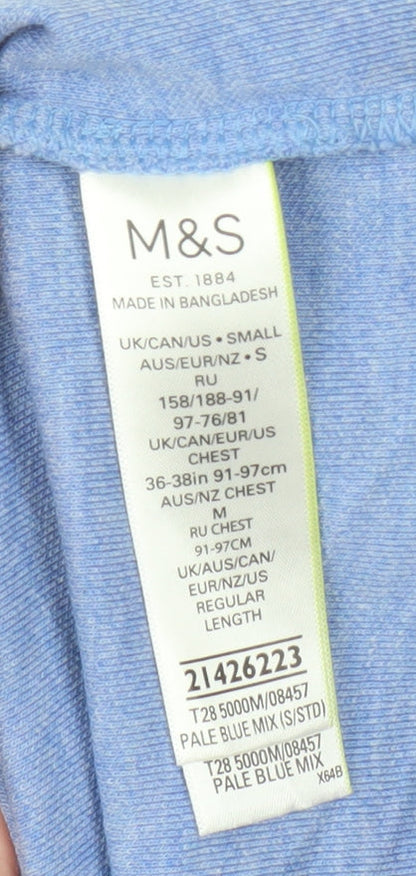 M&S
EST. 1884
MADE IN BANGLADESH
UK/CAN/US • SMALL
AUS/EUR/NZ • S
RU
158/188-91/
97-76/81
UK/CAN/EUR/US
CHEST
36-38in 91-97cm
AUS/NZ CHEST
M
RU CHEST
91-97CM
UK/AUS/CAN/
EUR/NZ/US
REGULAR
LENGTH
21426223
T28 5000M/08457
PALE BLUE MIX (S/STD)
T28 5000M/08457
PALE BLUE MIX
X64B